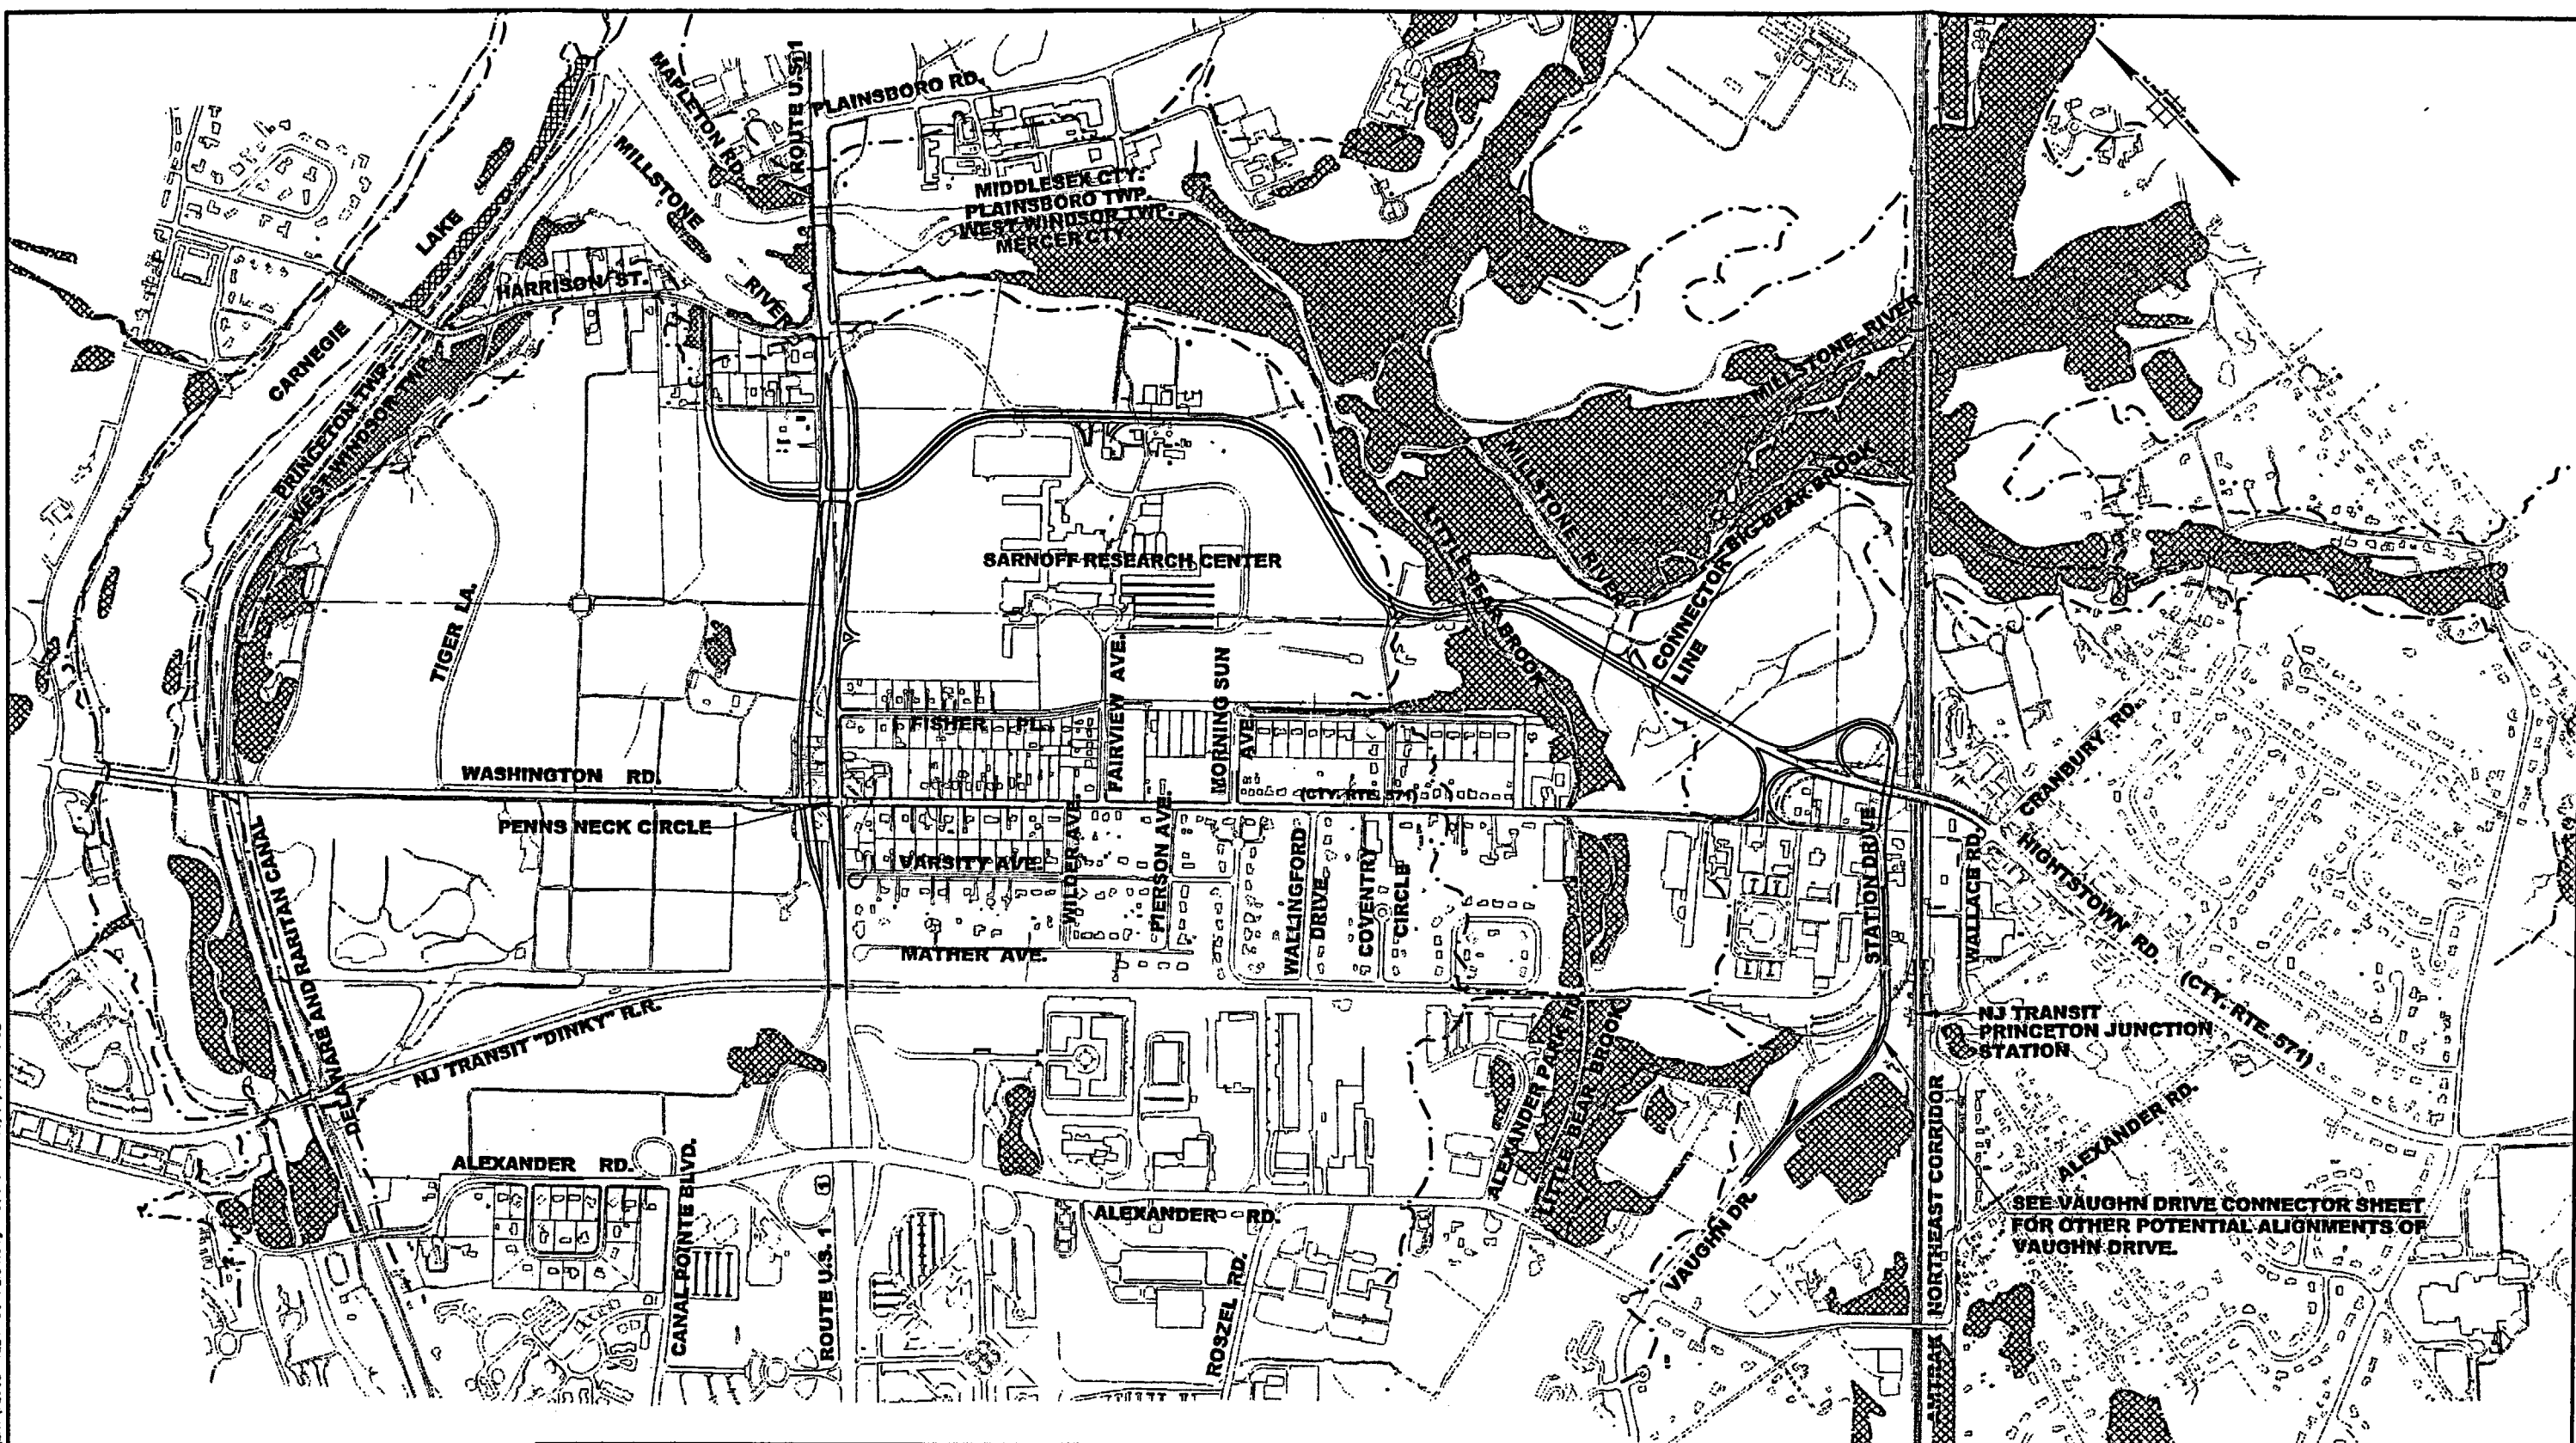 MAPLETON RD.
ROUTE U.S. 1
PLAINSBORO RD.
MILLSTONE
RIVER
MIDDLESEX CTY.
PLAINSBORO TWP.
WEST WINDSOR TWP.
MERCER CTY.
LAKE
CARNEGIE
HARRISON ST.
PRINCETON TWP.
WEST WINDSOR TWP.
MILLSTONE RIVER
MILLSTONE RIVER
BIG BEAR BROOK
LITTLE BEAR BROOK
CONNECTOR
LINE
SARNOFF RESEARCH CENTER
TIGER LA.
FISHER PL.
FAIRVIEW AVE.
MORNING SUN
AVE.
WASHINGTON RD.
(CTY. RTE. 571)
PENNS NECK CIRCLE
VARSITY AVE.
WILDER AVE.
PIERSON AVE.
WALLINGFORD
DRIVE
COVENTRY
CIRCLE
MATHER AVE.
STATION DRIVE
WALLACE RD.
CRANBURY RD.
HIGHTSTOWN RD. (CTY. RTE. 571)
DELAWARE AND RARITAN CANAL
NJ TRANSIT "DINKY" R.R.
NJ TRANSIT
PRINCETON JUNCTION
STATION
ALEXANDER PARK RD.
LITTLE BEAR BROOK
ALEXANDER RD.
CANAL POINTE BLVD.
ROUTE U.S. 1
1
ALEXANDER RD.
ROSZEL RD.
VAUGHN DR.
ALEXANDER RD.
AMTRAK NORTHEAST CORRIDOR
SEE VAUGHN DRIVE CONNECTOR SHEET
FOR OTHER POTENTIAL ALIGNMENTS OF
VAUGHN DRIVE.